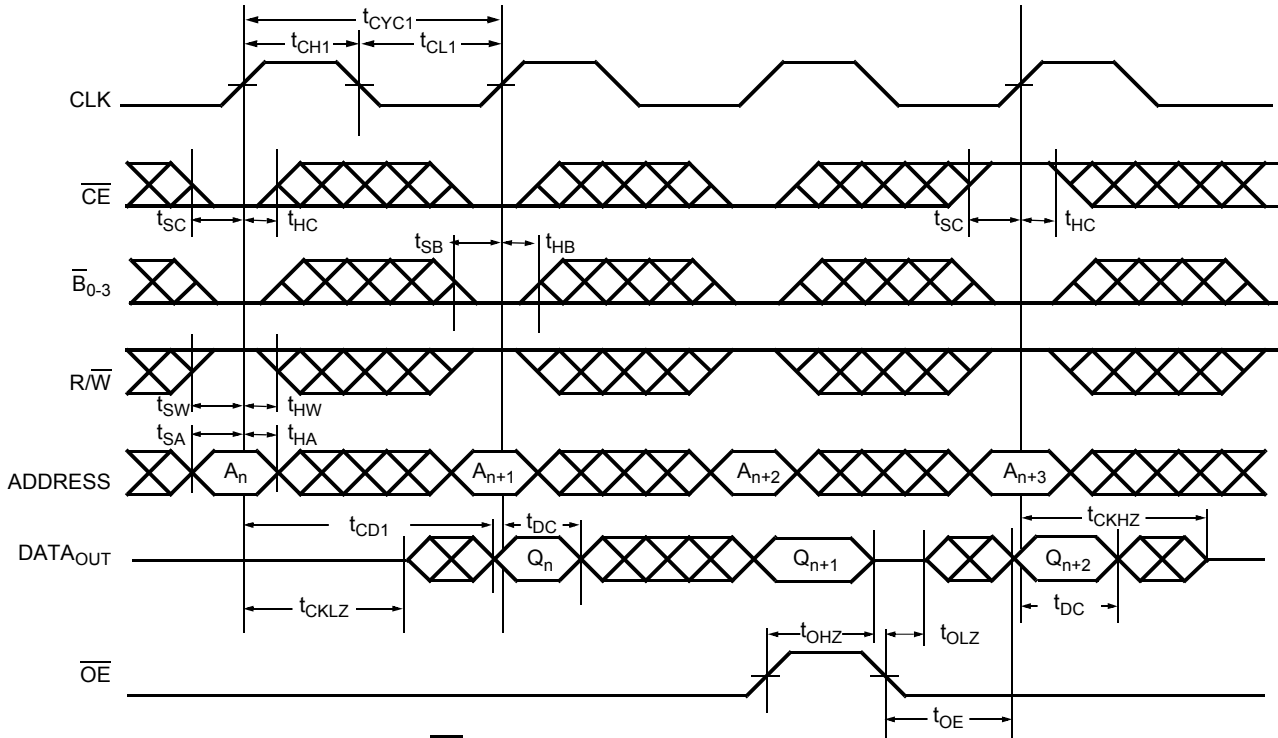 tCYC1
tCH1 tCL1
CLK
CE
tSC tHC tSC tHC
tSB tHB
B0-3
R/W
tSW tHW
tSA tHA
ADDRESS An An+1 An+2 An+3
tCD1 tDC tCKHZ
DATAOUT Qn Qn+1 Qn+2
tCKLZ tDC
tOHZ tOLZ
OE
tOE